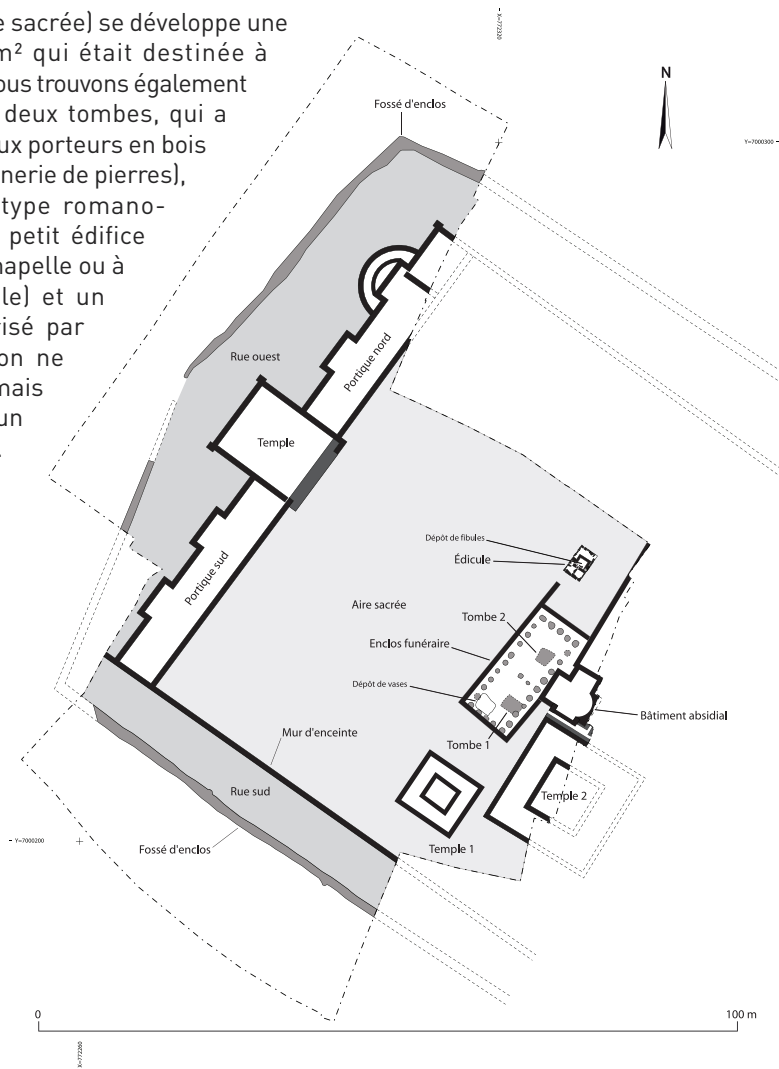 e sacrée) se développe une
m² qui était destinée à
ous trouvons également
deux tombes, qui a
ux porteurs en bois
nerie de pierres),
type romano-
petit édifice
hapelle ou à
le) et un
isé par
on ne
mais
un
X=772320
N
Y=7000300
Fossé d'enclos
Rue ouest
Portique nord
Temple
Portique sud
Dépôt de fibules
Édicule
Aire sacrée
Tombe 2
Enclos funéraire
Dépôt de vases
Bâtiment absidial
Tombe 1
Mur d'enceinte
Rue sud
Temple 2
Y=7000200
Fossé d'enclos
Temple 1
0
100 m
X=772260